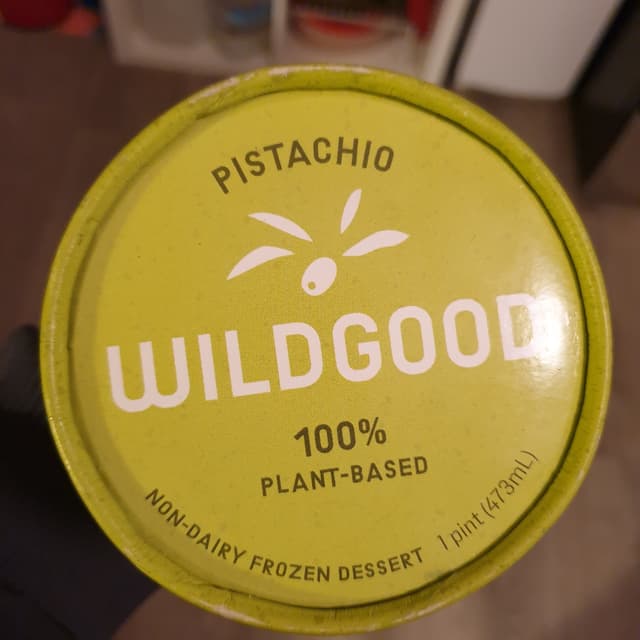 PISTACHIO
WILDGOOD
100%
PLANT-BASED
NON-DAIRY FROZEN DESSERT 1 pint (473mL)